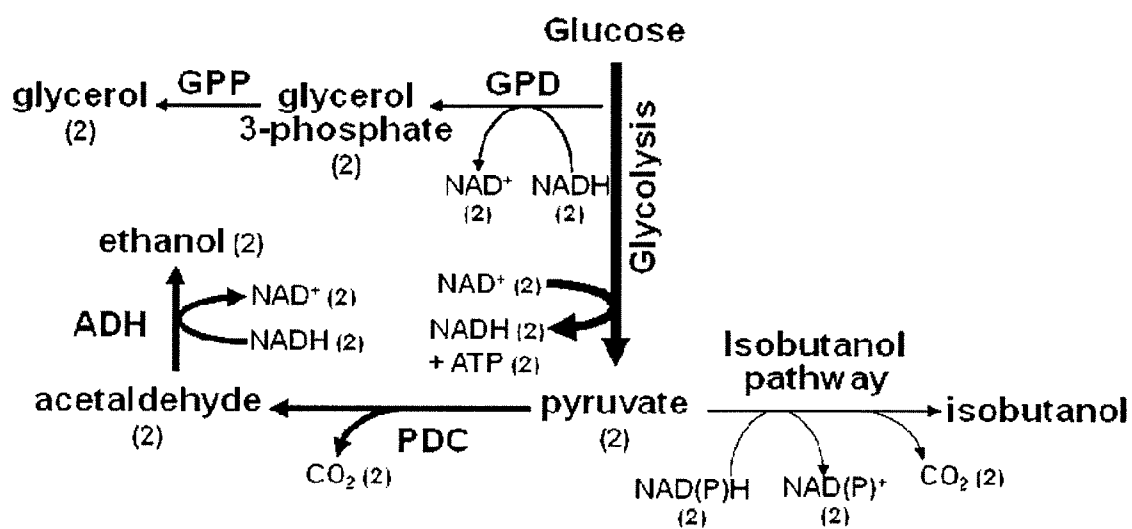 Glucose
GPP
GPD
glycerol
(2)
glycerol
3-phosphate
(2)
NAD⁺
(2)
NADH
(2)
Glycolysis
ethanol (2)
NAD⁺ (2)
ADH
NADH (2)
NAD⁺ (2)
NADH (2)
+ ATP (2)
Isobutanol
pathway
acetaldehyde
(2)
PDC
CO₂ (2)
pyruvate
(2)
isobutanol
NAD(P)H
(2)
NAD(P)⁺
(2)
CO₂ (2)